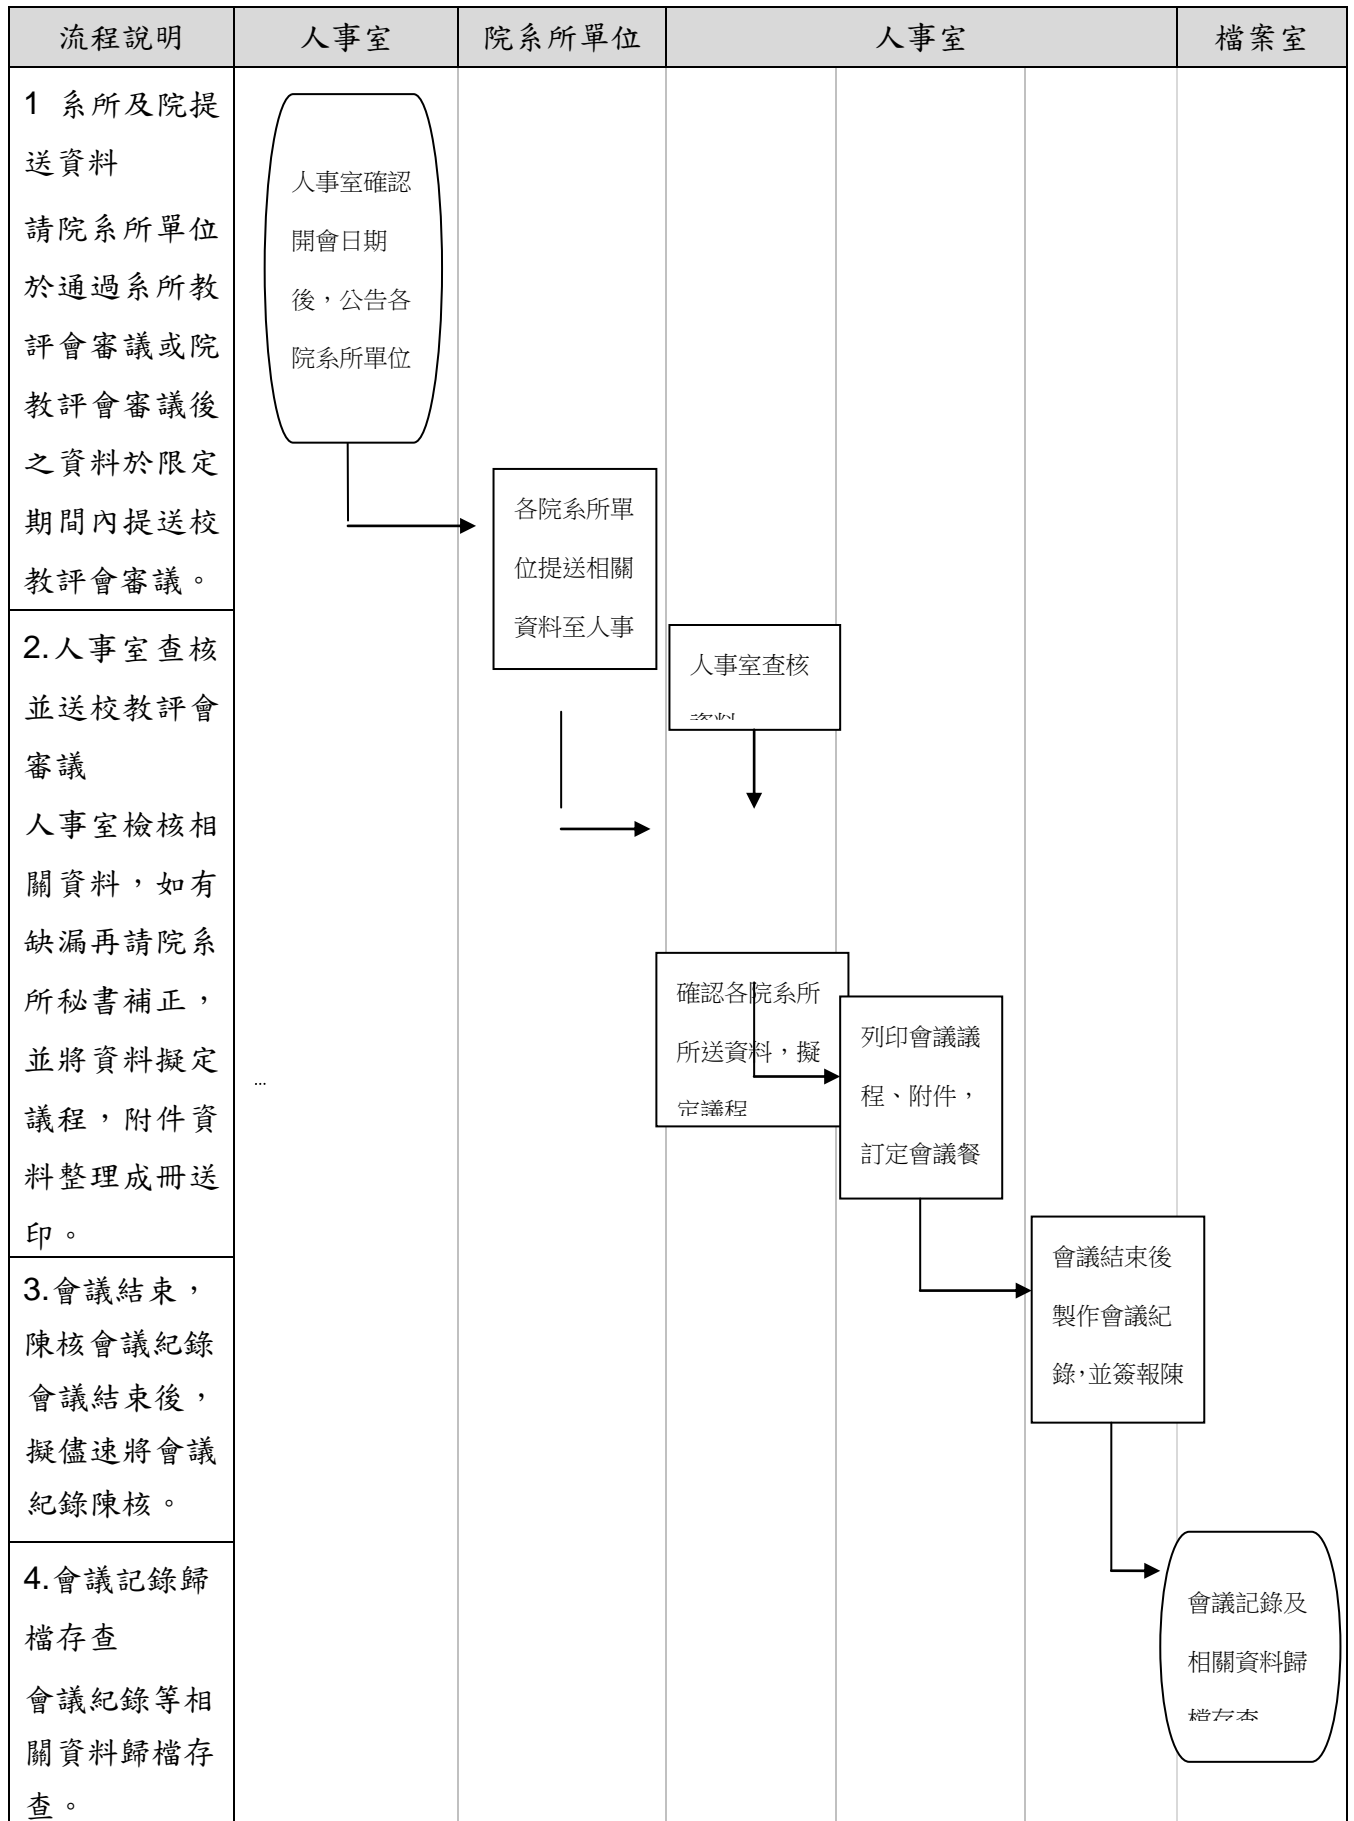 流程說明
人事室
院系所單位
人事室
檔案室
1 系所及院提
送資料
請院系所單位
於通過系所教
評會審議或院
教評會審議後
之資料於限定
期間內提送校
教評會審議。
2.人事室查核
並送校教評會
審議
人事室檢核相
關資料，如有
缺漏再請院系
所秘書補正，
並將資料擬定
議程，附件資
料整理成冊送
印。
3.會議結束，
陳核會議紀錄
會議結束後，
擬儘速將會議
紀錄陳核。
4.會議記錄歸
檔存查
會議紀錄等相
關資料歸檔存
查。
人事室確認
開會日期
後，公告各
院系所單位
各院系所單
位提送相關
資料至人事
人事室查核
資料
確認各院系所
所送資料，擬
定議程
...
列印會議議
程、附件，
訂定會議餐
會議結束後
製作會議紀
錄，並簽報陳
會議記錄及
相關資料歸
檔存查